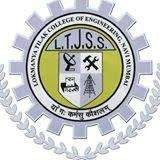 LOKMANYA TILAK COLLEGE OF ENGINEERING, NAVI MUMBAI
L.T.J.S.S.
योगः कर्मसु कौशलम्